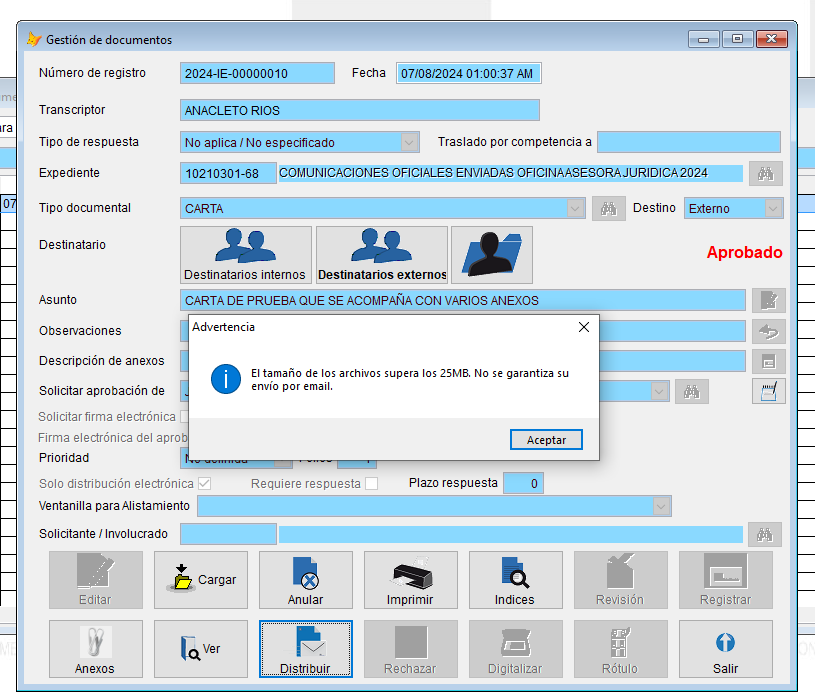 Gestión de documentos
Número de registro 2024-IE-00000010 Fecha 07/08/2024 01:00:37 AM
Transcriptor ANACLETO RIOS
Tipo de respuesta No aplica / No especificado Traslado por competencia a
Expediente 10210301-68 COMUNICACIONES OFICIALES ENVIADAS OFICINA ASESORA JURIDICA 2024
Tipo documental CARTA Destino Externo
Destinatario Destinatarios internos Destinatarios externos Aprobado
Asunto CARTA DE PRUEBA QUE SE ACOMPAÑA CON VARIOS ANEXOS
Observaciones
Descripción de anexos
Solicitar aprobación de
Solicitar firma electrónica
Firma electrónica del aprob
Advertencia
El tamaño de los archivos supera los 25MB. No se garantiza su
envío por email.
Aceptar
Prioridad
Solo distribución electrónica Requiere respuesta Plazo respuesta 0
Ventanilla para Alistamiento
Solicitante / Involucrado
Editar Cargar Anular Imprimir Indices Revisión Registrar
Anexos Ver Distribuir Rechazar Digitalizar Rótulo Salir